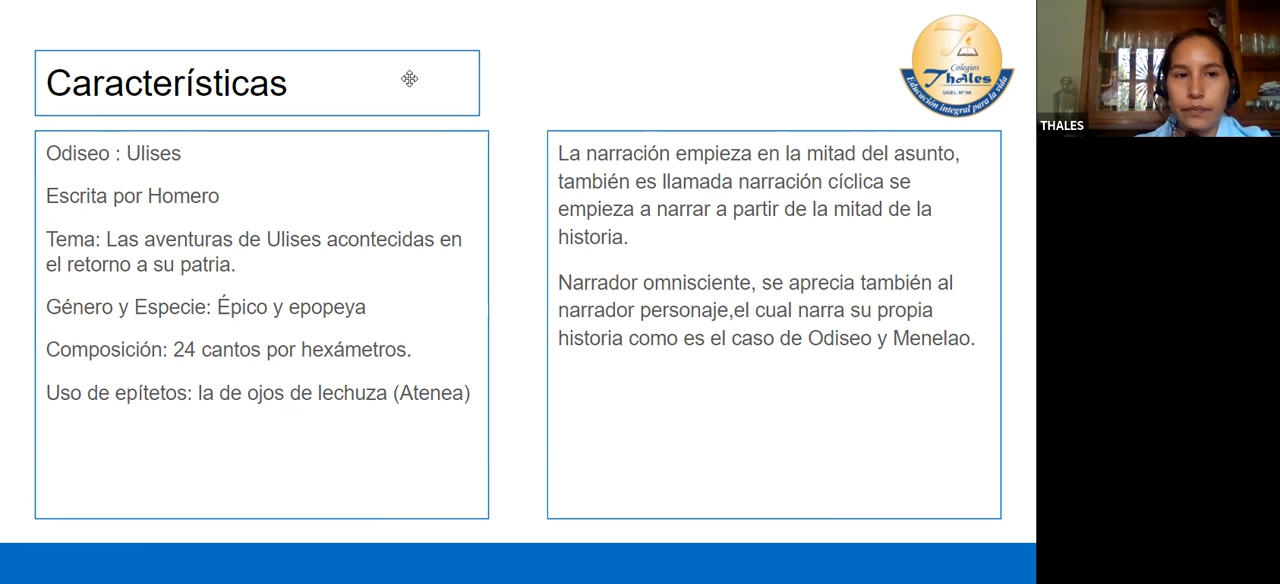 Características
Odiseo : Ulises
Escrita por Homero
Tema: Las aventuras de Ulises acontecidas en
el retorno a su patria.
Género y Especie: Épico y epopeya
Composición: 24 cantos por hexámetros.
Uso de epítetos: la de ojos de lechuza (Atenea)
La narración empieza en la mitad del asunto,
también es llamada narración cíclica se
empieza a narrar a partir de la mitad de la
historia.
Narrador omnisciente, se aprecia también al
narrador personaje,el cual narra su propia
historia como es el caso de Odiseo y Menelao.
Colegios
Thales
UGEL Nº 06
Educación integral para la vida
THALES